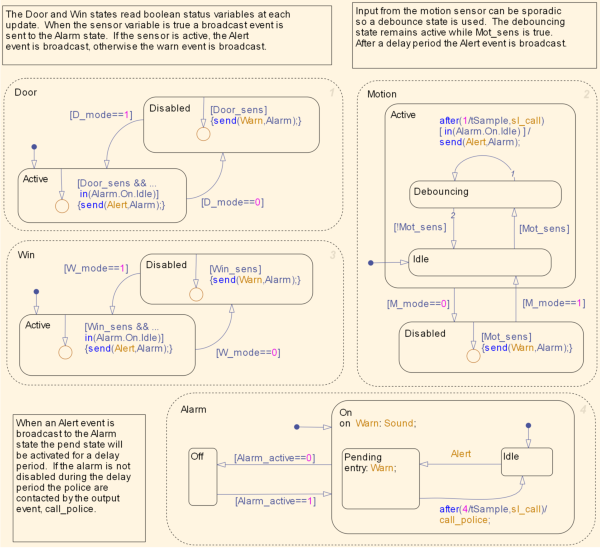 The Door and Win states read boolean status variables at each
update. When the sensor variable is true a broadcast event is
sent to the Alarm state. If the sensor is active, the Alert
event is broadcast, otherwise the warn event is broadcast.
Input from the motion sensor can be sporadic
so a debounce state is used. The debouncing
state remains active while Mot_sens is true.
After a delay period the Alert event is broadcast.
Door
1
Disabled
[Door_sens]
{send(Warn,Alarm);}
[D_mode==1]
Active
[Door_sens && ...
in(Alarm.On.Idle)]
{send(Alert,Alarm);}
[D_mode==0]
Motion
2
Active
after(1/tSample,sl_call)
[ in(Alarm.On.Idle) ] /
send(Alert,Alarm);
1
Debouncing
2
[!Mot_sens]
[Mot_sens]
Idle
[M_mode==0]
[M_mode==1]
Disabled
[Mot_sens]
{send(Warn,Alarm);}
Win
3
Disabled
[Win_sens]
{send(Warn,Alarm);}
[W_mode==1]
Active
[Win_sens && ...
in(Alarm.On.Idle)]
{send(Alert,Alarm);}
[W_mode==0]
When an Alert event is
broadcast to the Alarm
state the pend state will
be activated for a delay
period. If the alarm is not
disabled during the delay
period the police are
contacted by the output
event, call_police.
Alarm
4
On
on Warn: Sound;
Off
[Alarm_active==0]
[Alarm_active==1]
Pending
entry: Warn;
Alert
Idle
after(4/tSample,sl_call)/
call_police;